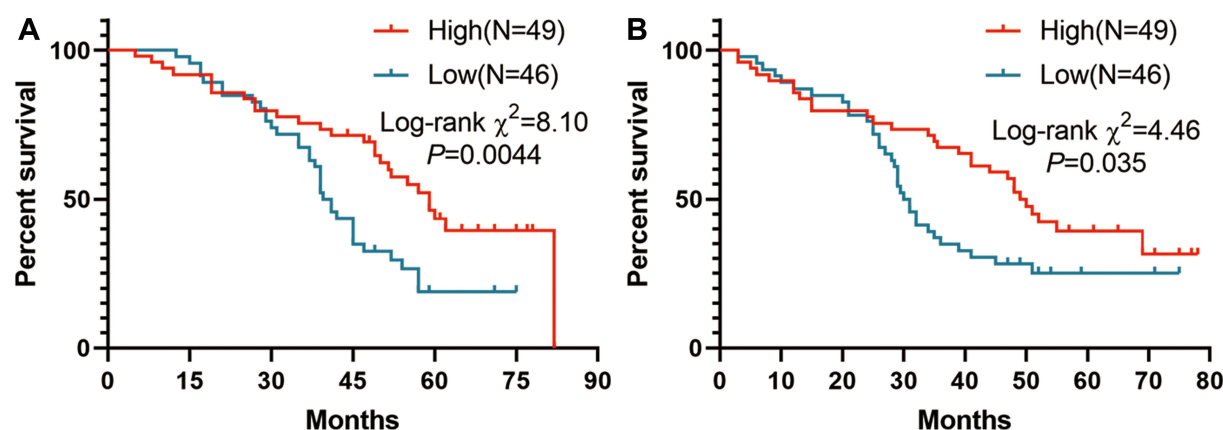 A
High(N=49)
Low(N=46)
Log-rank χ²=8.10
P=0.0044
Percent survival
100
50
0
0 15 30 45 60 75 90
Months
B
High(N=49)
Low(N=46)
Log-rank χ²=4.46
P=0.035
Percent survival
100
50
0
0 10 20 30 40 50 60 70 80
Months